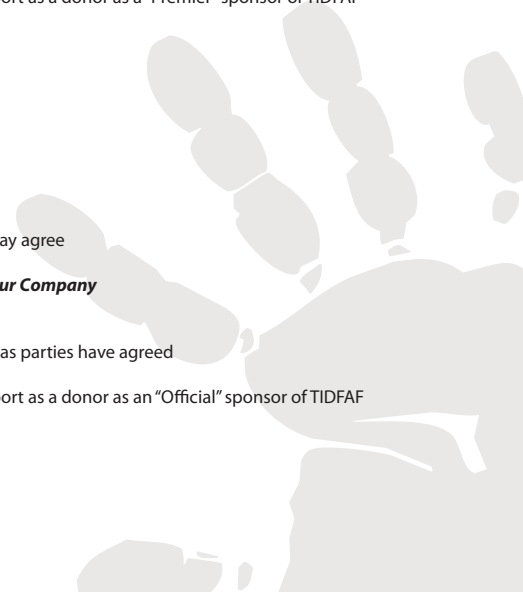 ort as a donor as a "Premier" sponsor of TIDFAF
ay agree
ur Company
as parties have agreed
ort as a donor as an "Official" sponsor of TIDFAF